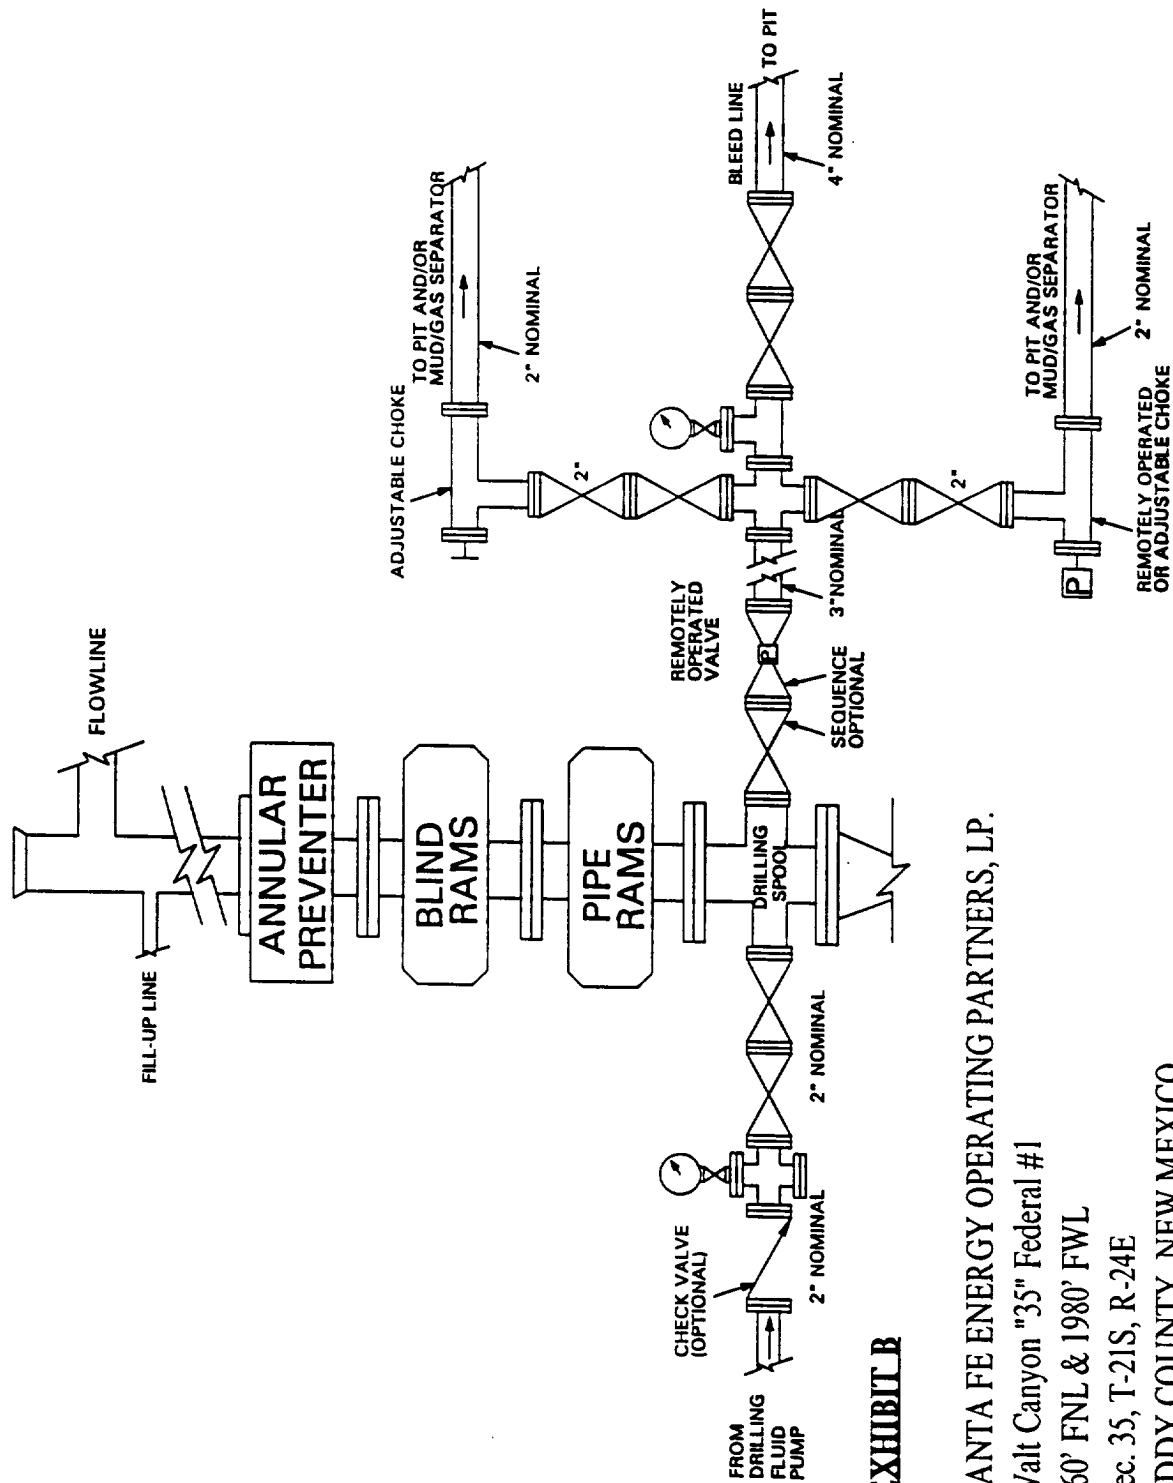 FILL-UP LINE
FLOWLINE
ANNULAR
PREVENTER
BLIND
RAMS
PIPE
RAMS
DRILLING
SPOOL
FROM
DRILLING
FLUID
PUMP
CHECK VALVE
(OPTIONAL)
2" NOMINAL
2" NOMINAL
REMOTELY
OPERATED
VALVE
P
SEQUENCE
OPTIONAL
3" NOMINAL
ADJUSTABLE CHOKE
TO PIT AND/OR
MUD/GAS SEPARATOR
2" NOMINAL
2"
BLEED LINE
TO PIT
4" NOMINAL
2"
TO PIT AND/OR
MUD/GAS SEPARATOR
2" NOMINAL
P
REMOTELY OPERATED
OR ADJUSTABLE CHOKE
XHIBIT B
ANTA FE ENERGY OPERATING PARTNERS, LP.
Valt Canyon "35" Federal #1
60' FNL & 1980' FWL
ec. 35, T-21S, R-24E
DDY COUNTY, NEW MEXICO